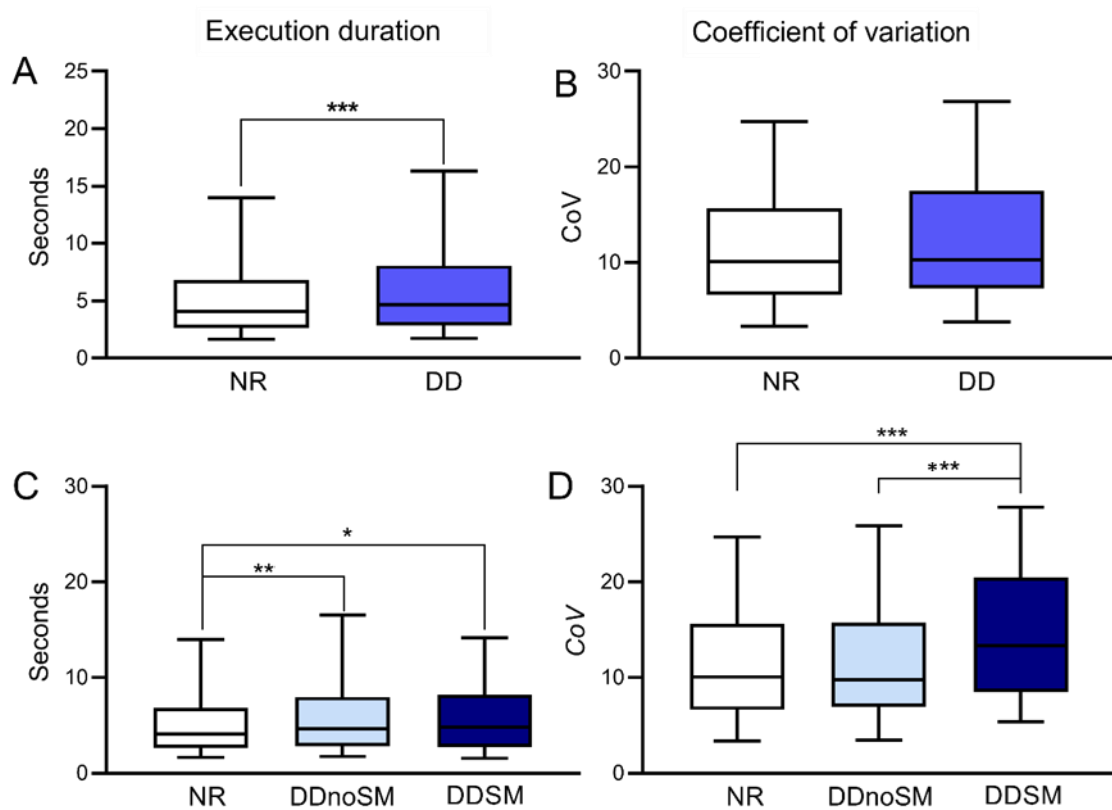 Execution duration
Coefficient of variation
A
25
20
15
10
5
0
Seconds
***
NR
DD
B
30
20
10
0
CoV
NR
DD
C
30
20
10
0
Seconds
*
**
NR
DDnoSM
DDSM
D
30
20
10
0
CoV
***
***
NR
DDnoSM
DDSM